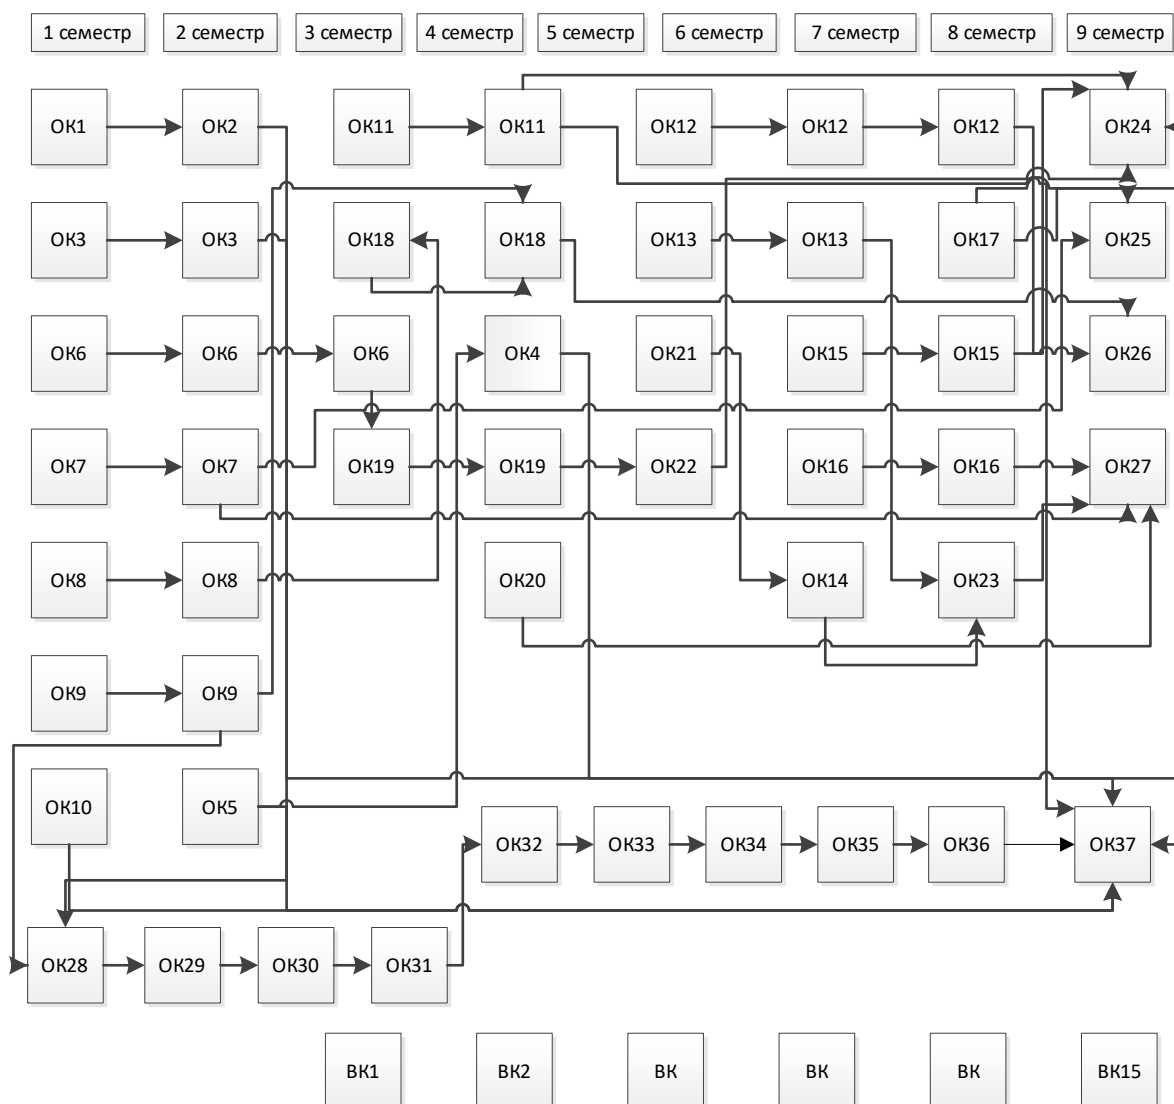 1 семестр 2 семестр 3 семестр 4 семестр 5 семестр 6 семестр 7 семестр 8 семестр 9 семестр
ОК1 ОК2 ОК11 ОК11 ОК12 ОК12 ОК12 ОК24
ОК3 ОК3 ОК18 ОК18 ОК13 ОК13 ОК17 ОК25
ОК6 ОК6 ОК6 ОК4 ОК21 ОК15 ОК15 ОК26
ОК7 ОК7 ОК19 ОК19 ОК22 ОК16 ОК16 ОК27
ОК8 ОК8 ОК20 ОК14 ОК23
ОК9 ОК9
ОК10 ОК5
ОК32 ОК33 ОК34 ОК35 ОК36 ОК37
ОК28 ОК29 ОК30 ОК31
ВК1 ВК2 ВК ВК ВК ВК15